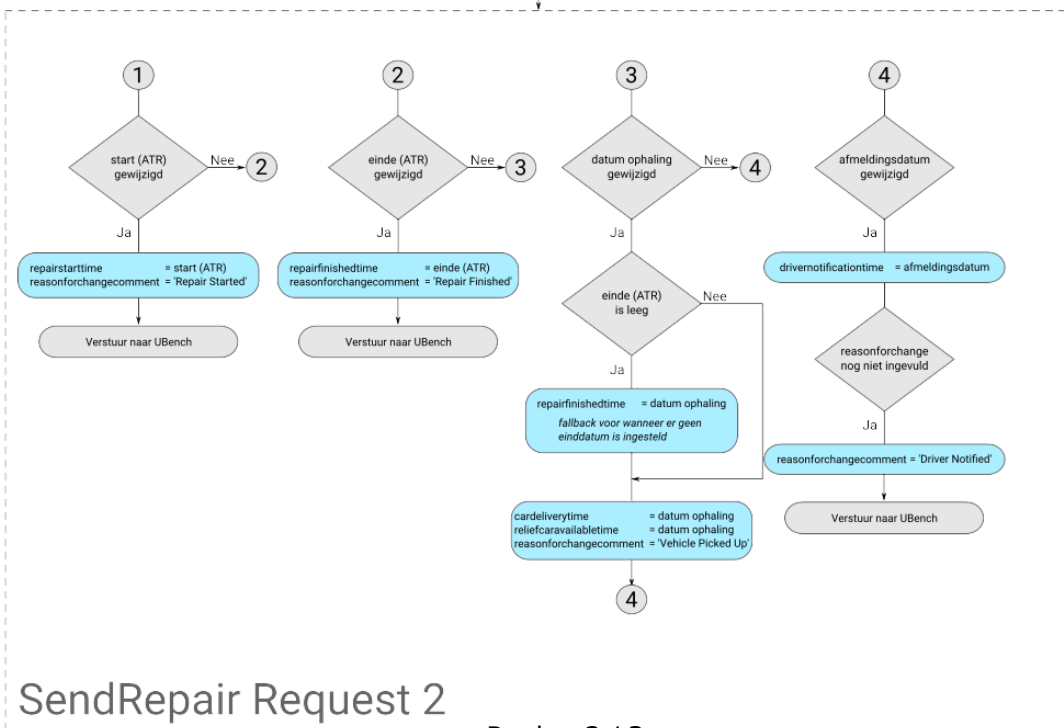 1
start (ATR)
gewijzigd
Nee
2
Ja
repairstarttime = start (ATR)
reasonforchangecomment = 'Repair Started'
Verstuur naar UBench
2
einde (ATR)
gewijzigd
Nee
3
Ja
repairfinishedtime = einde (ATR)
reasonforchangecomment = 'Repair Finished'
Verstuur naar UBench
3
datum ophaling
gewijzigd
Nee
4
Ja
einde (ATR)
is leeg
Nee
Ja
repairfinishedtime = datum ophaling
fallback voor wanneer er geen
einddatum is ingesteld
cardeliverytime = datum ophaling
reliefcaravailabletime = datum ophaling
reasonforchangecomment = 'Vehicle Picked Up'
4
4
afmeldingsdatum
gewijzigd
Ja
drivernotificationtime = afmeldingsdatum
reasonforchange
nog niet ingevuld
Ja
reasonforchangecomment = 'Driver Notified'
Verstuur naar UBench
SendRepair Request 2